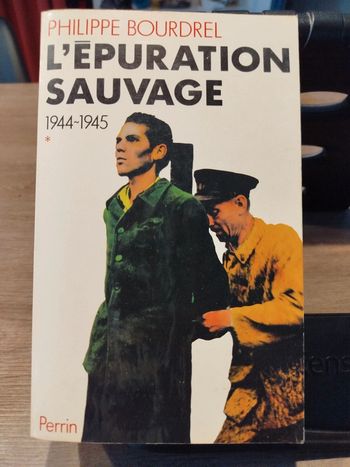 PHILIPPE BOURDREL
L'ÉPURATION
SAUVAGE
1944~1945
*
Perrin